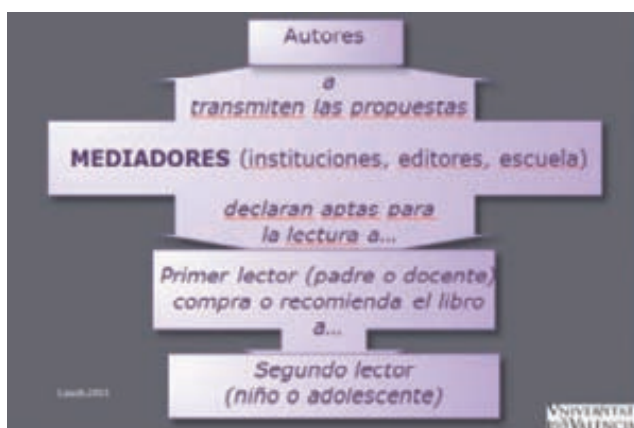 Autores
a
transmiten las propuestas
MEDIADORES (instituciones, editores, escuela)
declaran aptas para
la lectura a...
Primer lector (padre o docente)
compra o recomienda el libro
a...
Segundo lector
(niño o adolescente)
VNIVERSITAT